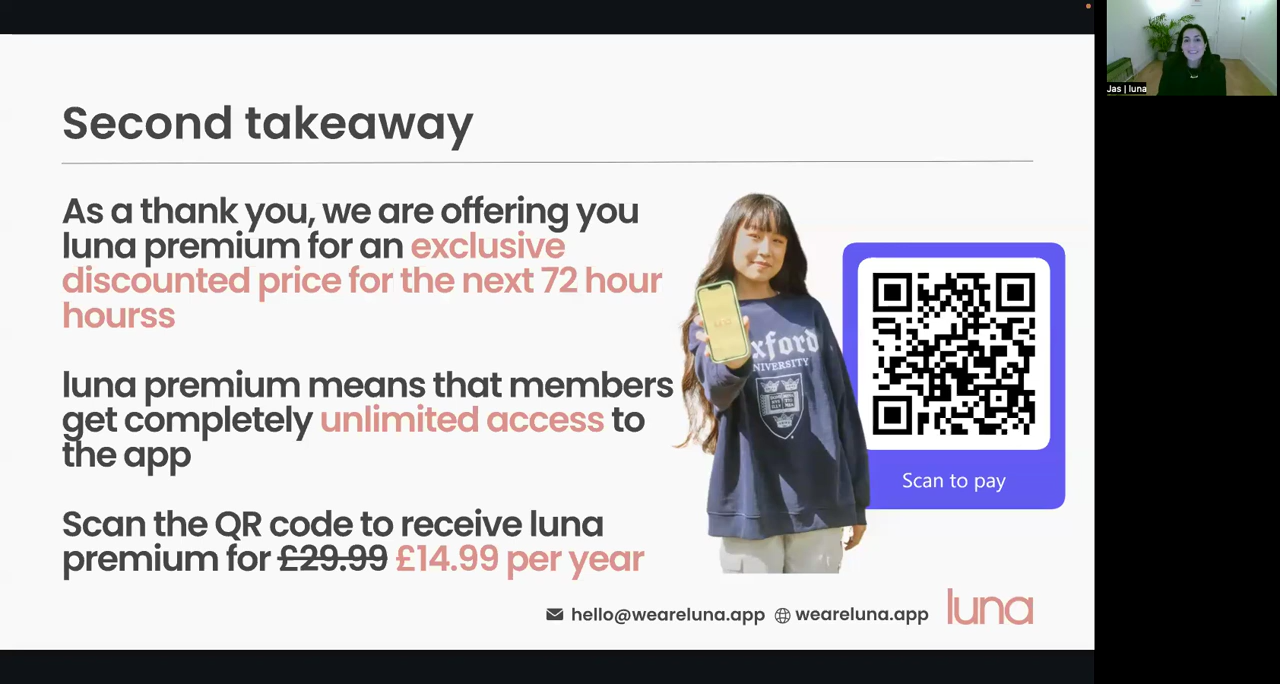 Jas | luna
Second takeaway
As a thank you, we are offering you
luna premium for an exclusive
discounted price for the next 72 hour
hourss
luna premium means that members
get completely unlimited access to
the app
Scan the QR code to receive luna
premium for £29.99 £14.99 per year
xford
NIVERSITY
Scan to pay
hello@weareluna.app weareluna.app
luna